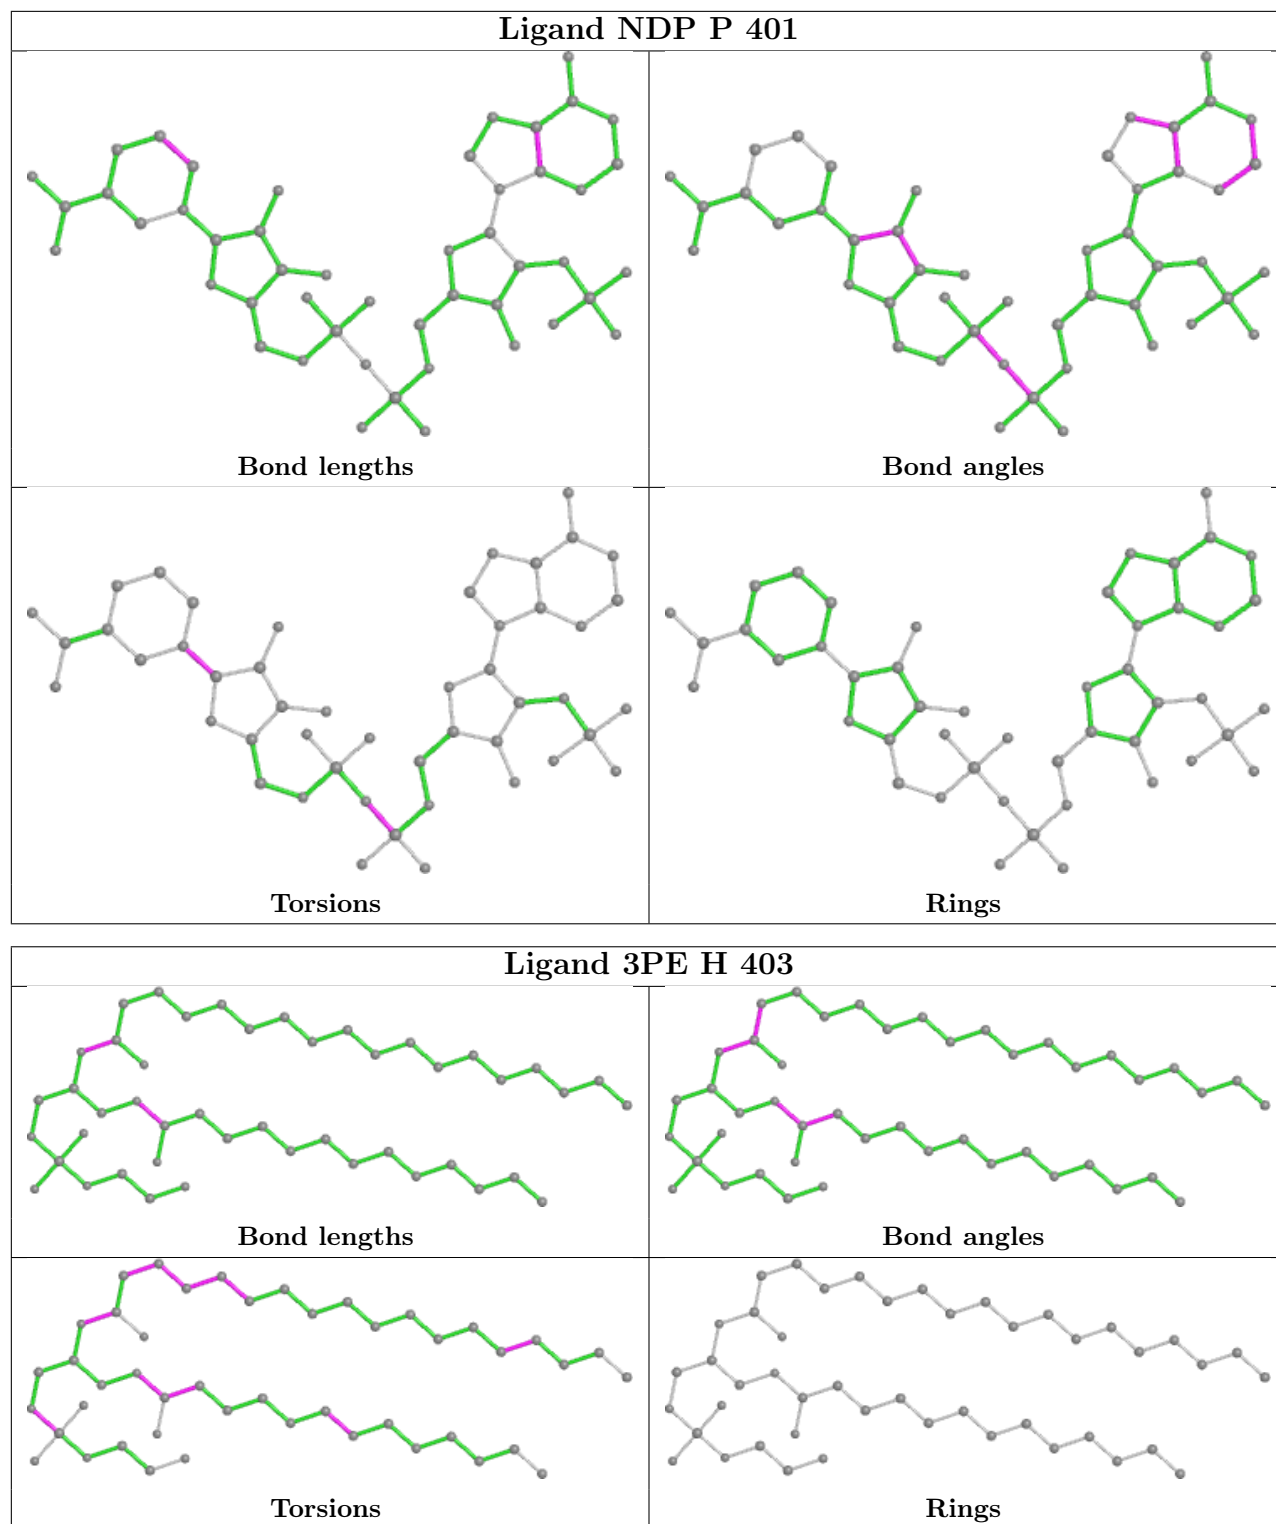 Ligand NDP P 401
Bond lengths
Bond angles
Torsions
Rings
Ligand 3PE H 403
Bond lengths
Bond angles
Torsions
Rings